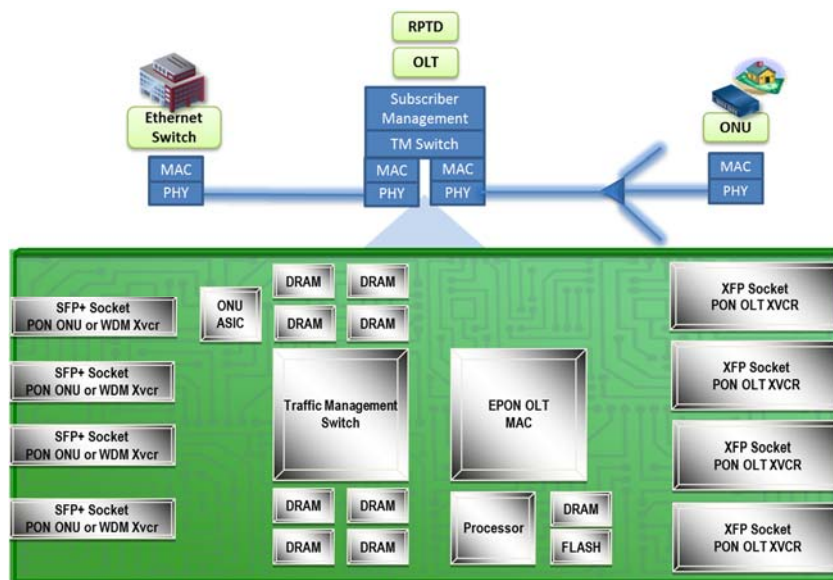 RPTD
OLT
Subscriber
Management
TM Switch
MAC
MAC
PHY
PHY
Ethernet
Switch
MAC
PHY
ONU
MAC
PHY
SFP+ Socket
PON ONU or WDM Xvcr
SFP+ Socket
PON ONU or WDM Xvcr
SFP+ Socket
PON ONU or WDM Xvcr
SFP+ Socket
PON ONU or WDM Xvcr
ONU
ASIC
DRAM
DRAM
DRAM
DRAM
Traffic Management
Switch
DRAM
DRAM
DRAM
DRAM
EPON OLT
MAC
Processor
DRAM
FLASH
XFP Socket
PON OLT XVCR
XFP Socket
PON OLT XVCR
XFP Socket
PON OLT XVCR
XFP Socket
PON OLT XVCR